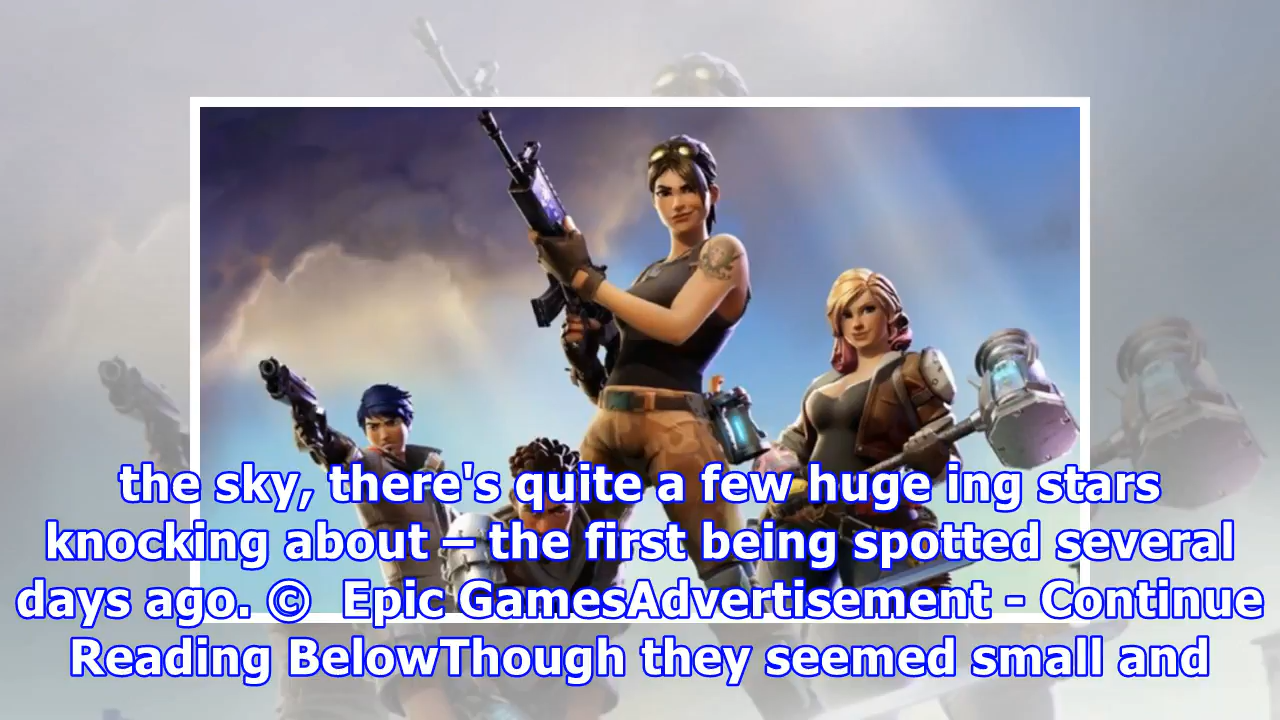 the sky, there's quite a few huge ing stars
knocking about – the first being spotted several
days ago. ©  Epic GamesAdvertisement - Continue
Reading BelowThough they seemed small and